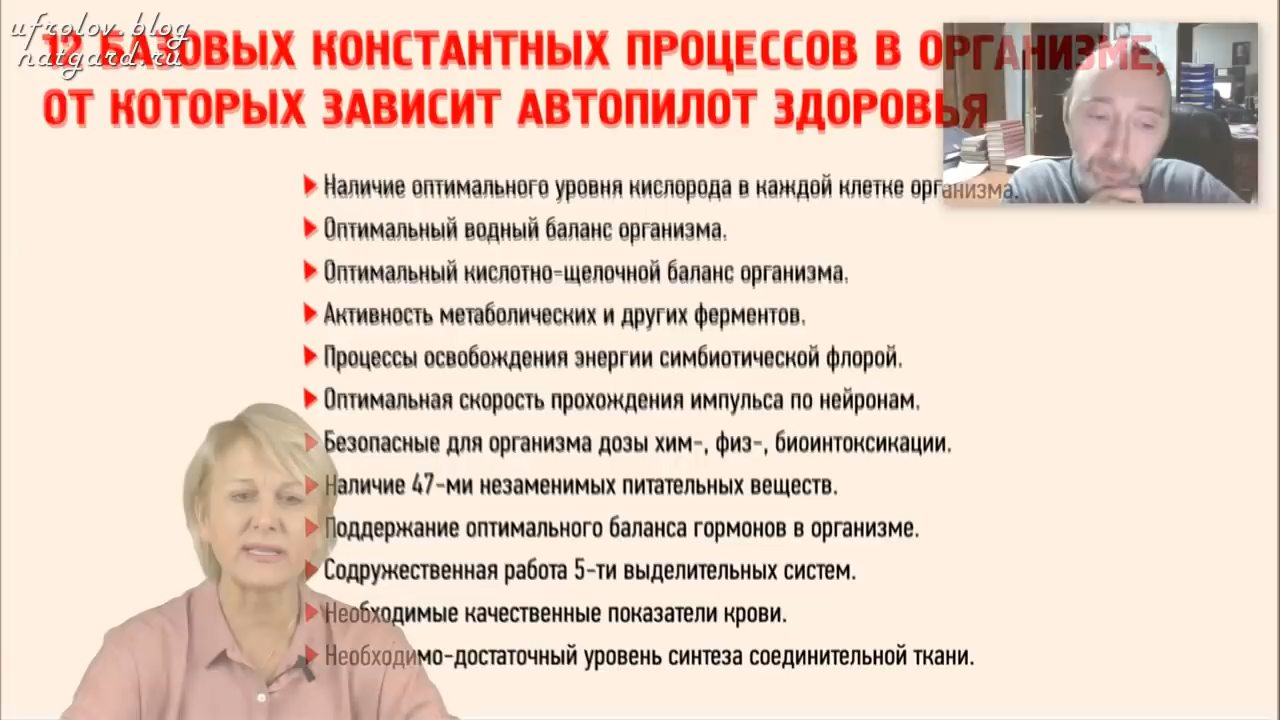 ufrolov.blog
natgard.ru
12 БАЗОВЫХ КОНСТАНТНЫХ ПРОЦЕССОВ В ОРГАНИЗМЕ,
ОТ КОТОРЫХ ЗАВИСИТ АВТОПИЛОТ ЗДОРОВЬЯ
Наличие оптимального уровня кислорода в каждой клетке организма.
Оптимальный водный баланс организма.
Оптимальный кислотно-щелочной баланс организма.
Активность метаболических и других ферментов.
Процессы освобождения энергии симбиотической флорой.
Оптимальная скорость прохождения импульса по нейронам.
Безопасные для организма дозы хим-, физ-, биоинтоксикации.
Наличие 47-ми незаменимых питательных веществ.
Поддержание оптимального баланса гормонов в организме.
Содружественная работа 5-ти выделительных систем.
Необходимые качественные показатели крови.
Необходимо-достаточный уровень синтеза соединительной ткани.